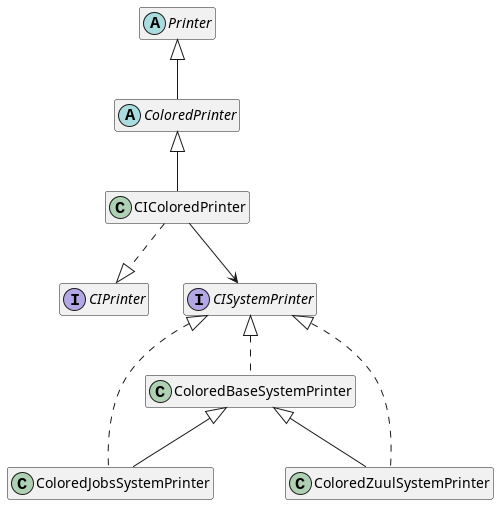 A Printer
A ColoredPrinter
C CIColoredPrinter
I CIPrinter
I CISystemPrinter
C ColoredBaseSystemPrinter
C ColoredJobsSystemPrinter
C ColoredZuulSystemPrinter